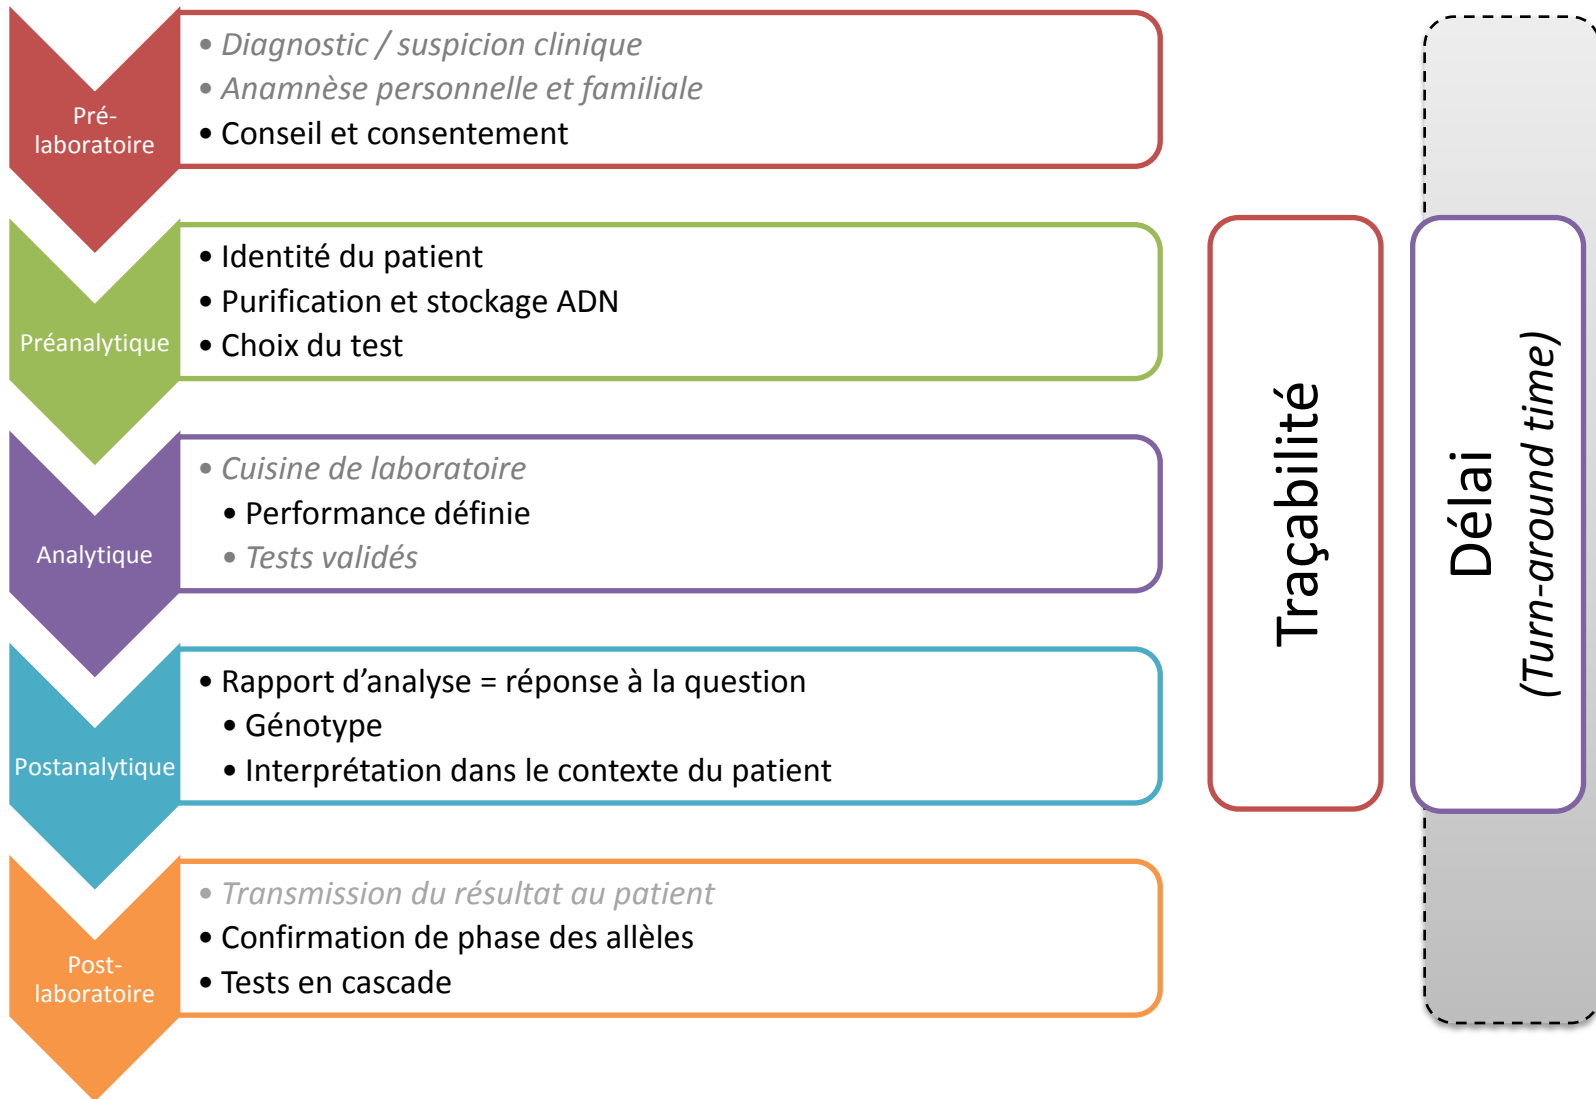 Pré-
laboratoire
• Diagnostic / suspicion clinique
• Anamnèse personnelle et familiale
• Conseil et consentement
Préanalytique
• Identité du patient
• Purification et stockage ADN
• Choix du test
Analytique
• Cuisine de laboratoire
• Performance définie
• Tests validés
Postanalytique
• Rapport d’analyse = réponse à la question
• Génotype
• Interprétation dans le contexte du patient
Post-
laboratoire
• Transmission du résultat au patient
• Confirmation de phase des allèles
• Tests en cascade
Traçabilité
Délai
(Turn-around time)